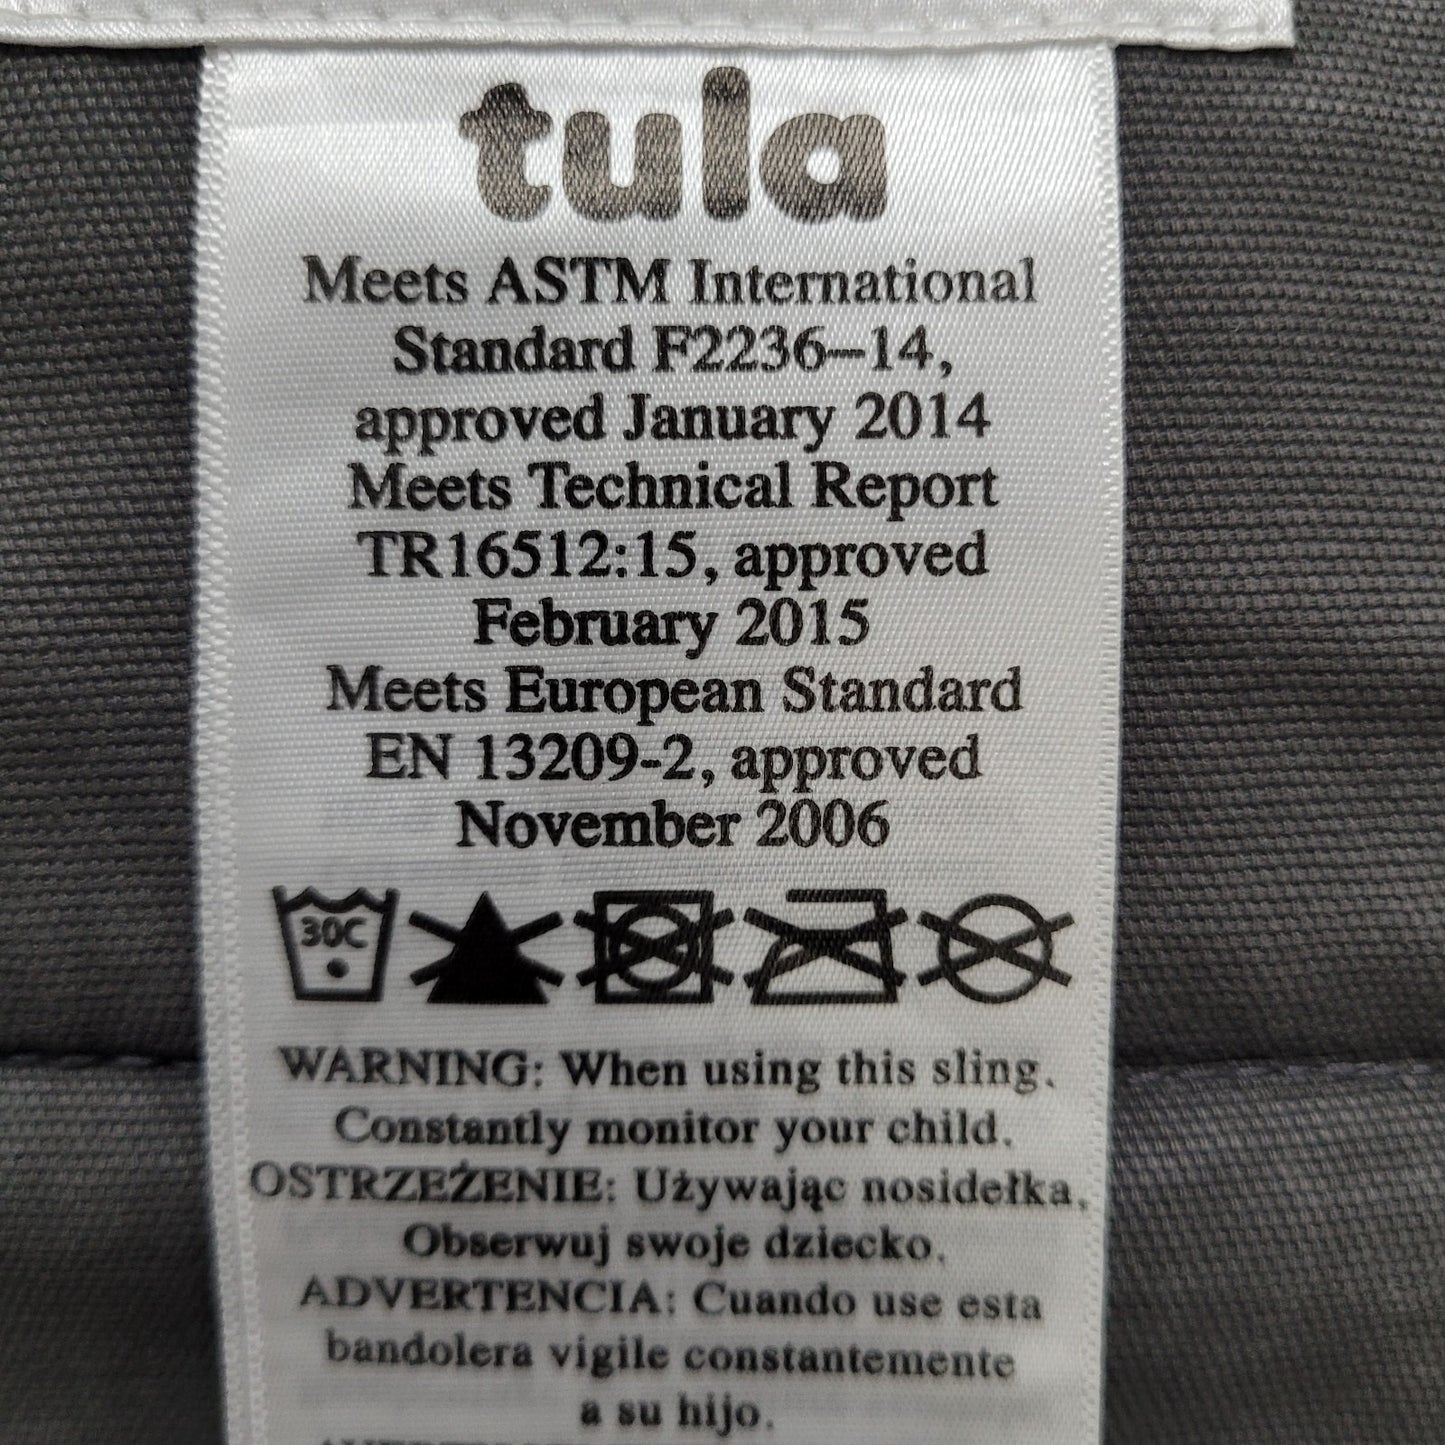 tula
Meets ASTM International
Standard F2236–14,
approved January 2014
Meets Technical Report
TR16512:15, approved
February 2015
Meets European Standard
EN 13209-2, approved
November 2006
30C
WARNING: When using this sling.
Constantly monitor your child.
OSTRZEŻENIE: Używając nosidełka,
Obserwuj swoje dziecko.
ADVERTENCIA: Cuando use esta
bandolera vigile constantemente
a su hijo.